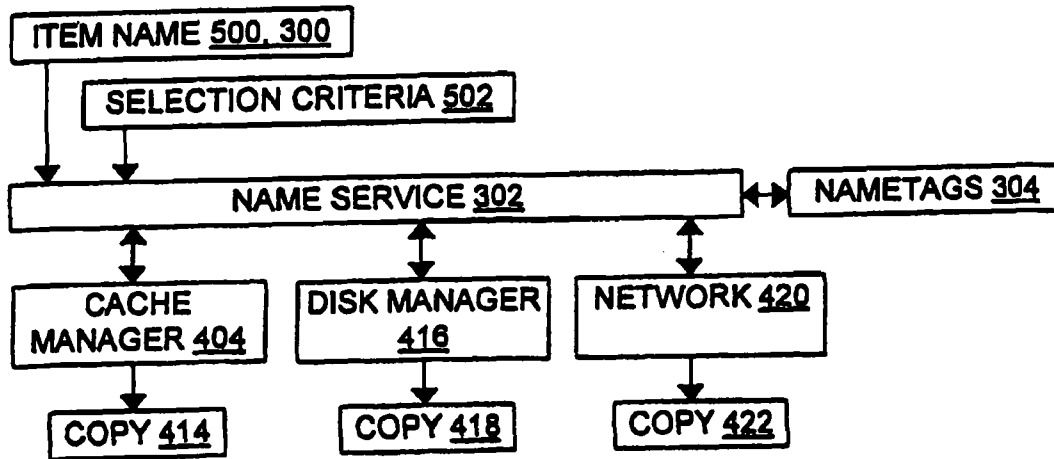 ITEM NAME 500, 300
SELECTION CRITERIA 502
NAME SERVICE 302
NAMETAGS 304
CACHE
MANAGER 404
DISK MANAGER
416
NETWORK 420
COPY 414
COPY 418
COPY 422